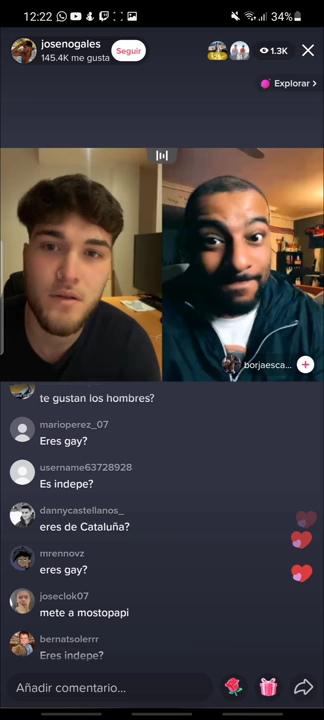 12:22
34%
josenogales
145.4K me gusta
Seguir
1.3K
Explorar >
borjaesca...
te gustan los hombres?
marioperez_07
Eres gay?
username63728928
Es indepe?
dannycastellanos_
eres de Cataluña?
mrennovz
eres gay?
joseclok07
mete a mostopapi
bernatsolerrr
Eres indepe?
Añadir comentario...